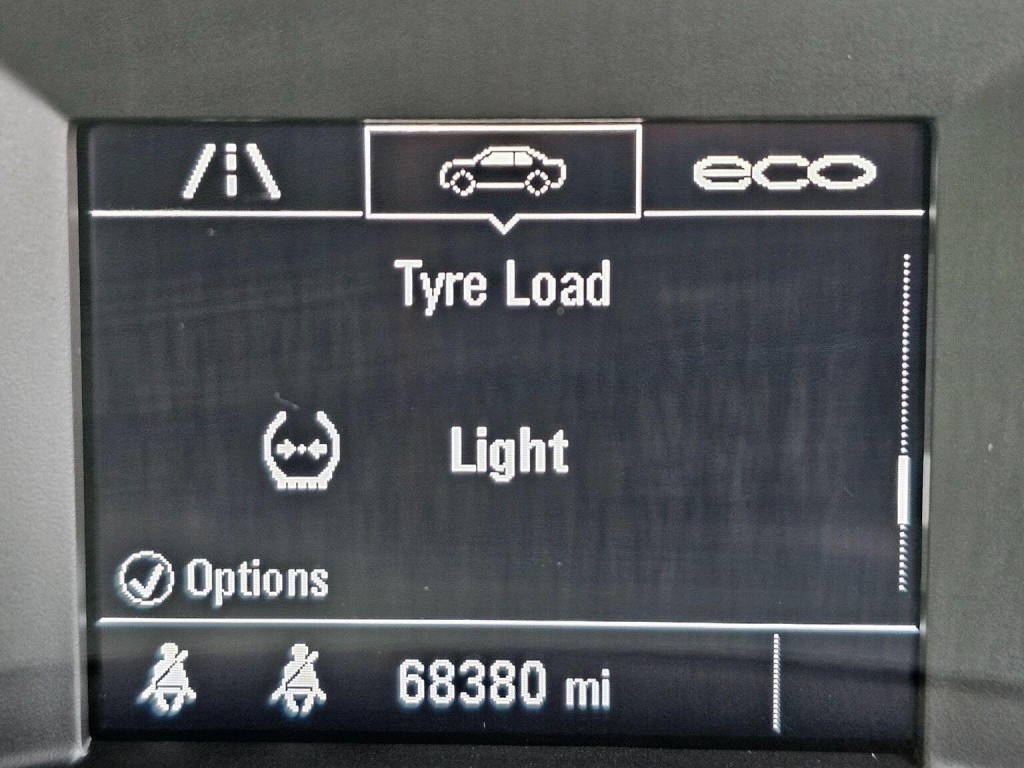 eco
Tyre Load
Light
Options
68380 mi